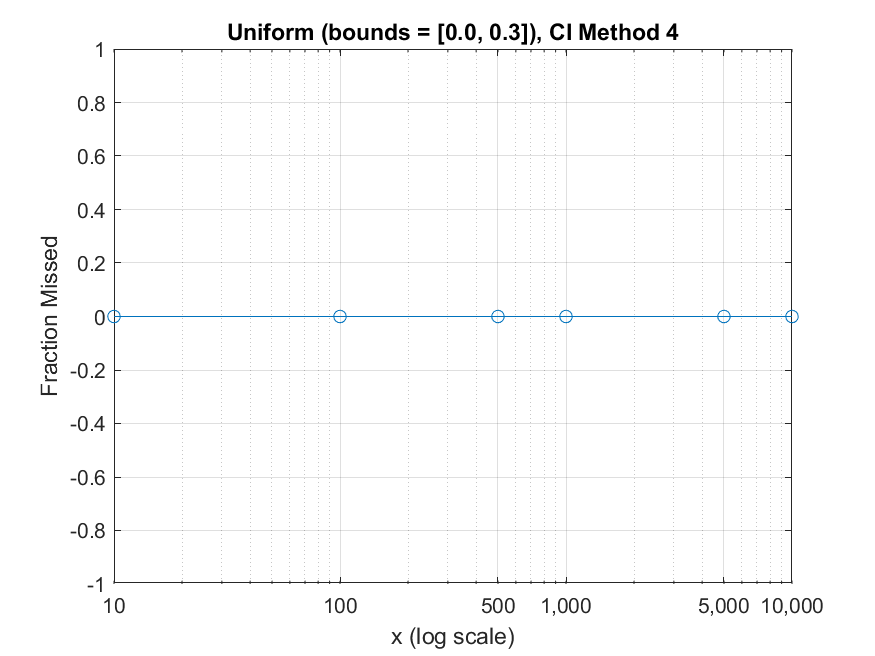 Uniform (bounds = [0.0, 0.3]), CI Method 4
1
0.8
0.6
0.4
0.2
0
-0.2
-0.4
-0.6
-0.8
-1
Fraction Missed
10 100 500 1,000 5,000 10,000
x (log scale)